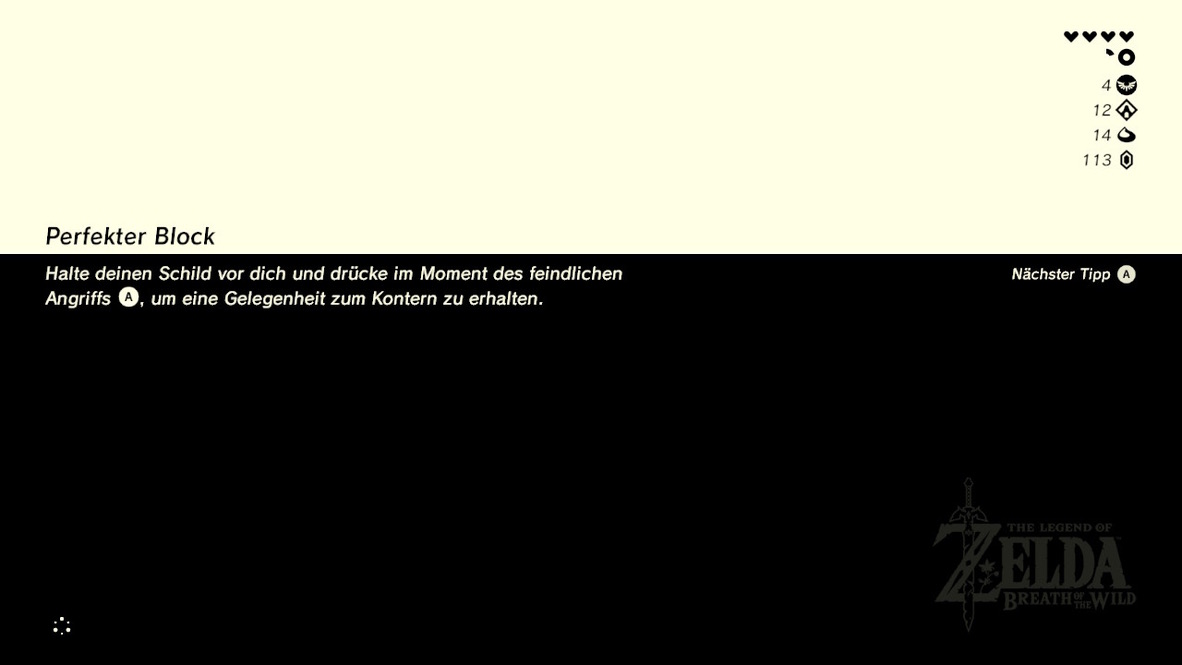 4
12
14
113
Perfekter Block
Halte deinen Schild vor dich und drücke im Moment des feindlichen
Angriffs A, um eine Gelegenheit zum Kontern zu erhalten.
Nächster Tipp A
THE LEGEND OF
ZELDA
BREATH OF THE WILD